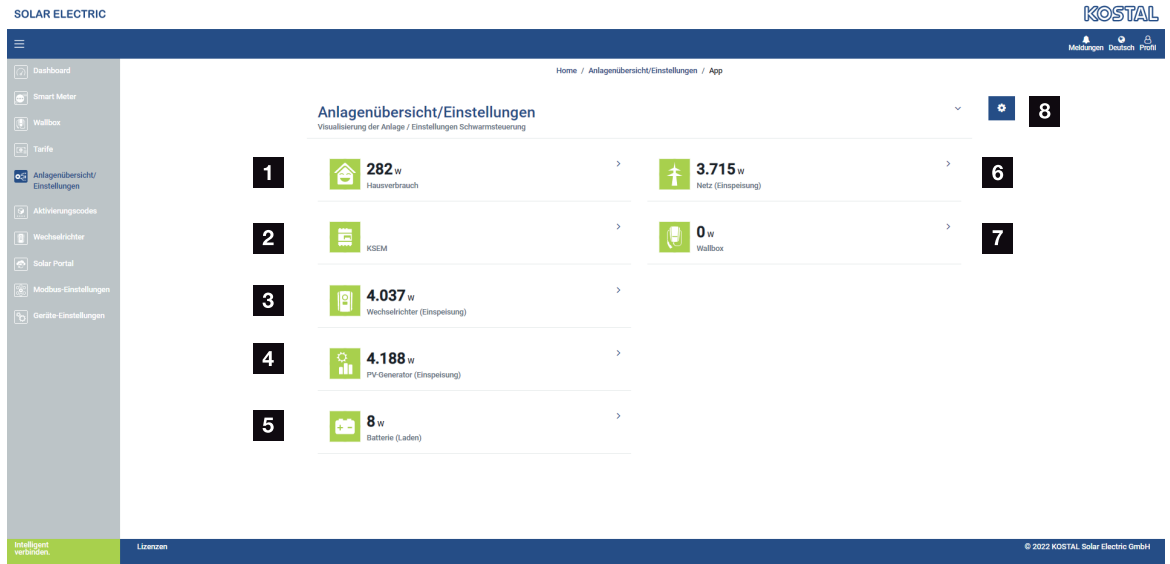 SOLAR ELECTRIC
KOSTAL
Meldungen Deutsch Profil
Dashboard
Smart Meter
Wallbox
Tarife
Anlagenübersicht/
Einstellungen
Aktivierungscodes
Wechselrichter
Solar Portal
Modbus-Einstellungen
Geräte-Einstellungen
Home / Anlagenübersicht/Einstellungen / App
Anlagenübersicht/Einstellungen
Visualisierung der Anlage / Einstellungen Schwarmsteuerung
8
1
282 w
Hausverbrauch
3.715 w
Netz (Einspeisung)
6
2
KSEM
0 w
Wallbox
7
3
4.037 w
Wechselrichter (Einspeisung)
4
4.188 w
PV-Generator (Einspeisung)
5
8 w
Batterie (Laden)
Intelligent
verbinden.
Lizenzen
© 2022 KOSTAL Solar Electric GmbH